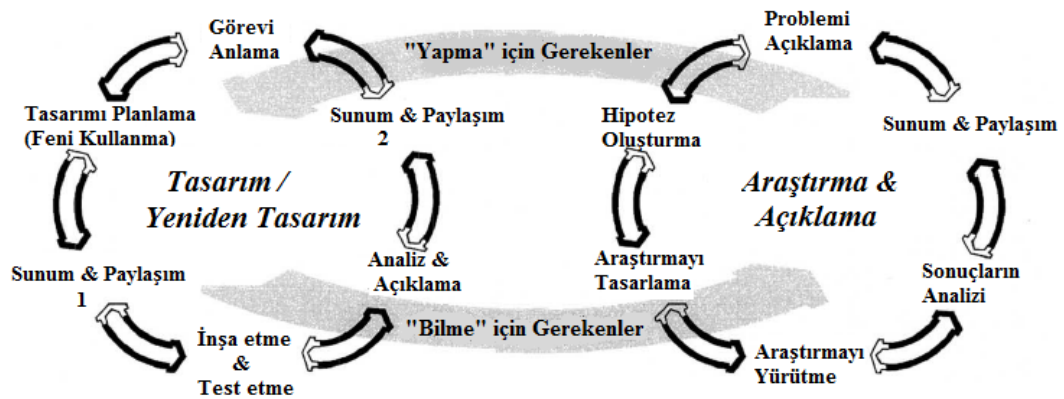 Görevi
Anlama
"Yapma" için Gerekenler
Problemi
Açıklama
Tasarımı Planlama
(Feni Kullanma)
Sunum & Paylaşım
2
Hipotez
Oluşturma
Sunum & Paylaşım
Tasarım /
Yeniden Tasarım
Araştırma &
Açıklama
Sunum & Paylaşım
1
Analiz &
Açıklama
Araştırmayı
Tasarlama
Sonuçların
Analizi
"Bilme" için Gerekenler
İnşa etme
&
Test etme
Araştırmayı
Yürütme